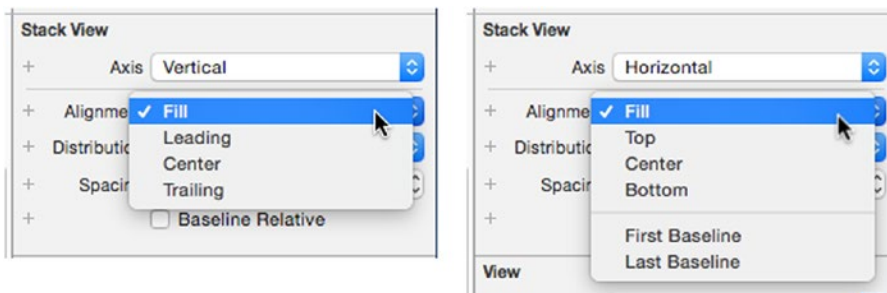 Stack View
Axis Vertical
Alignme ✓ Fill
Leading
Distributio
Center
Spacin
Trailing
Baseline Relative
Stack View
Axis Horizontal
Alignme ✓ Fill
Top
Distributio
Center
Spacin
Bottom
First Baseline
Last Baseline
View